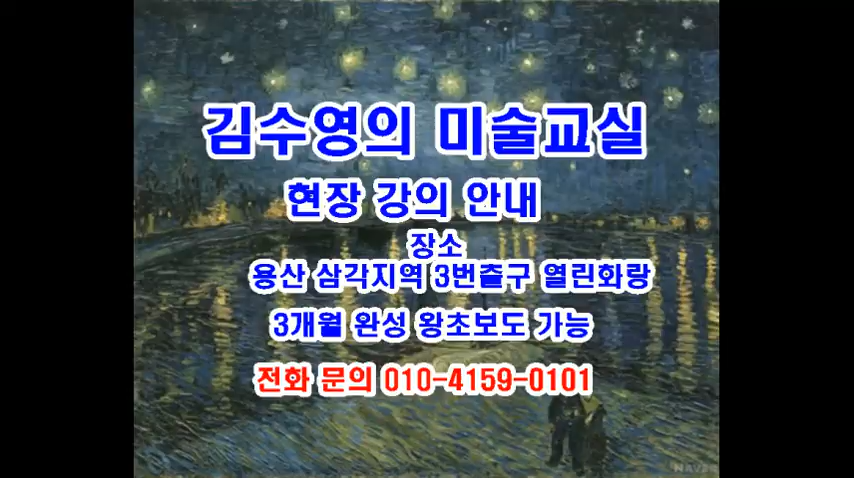 김수영의 미술교실
현장 강의 안내
장소
용산 삼각지역 3번출구 열린화랑
3개월 완성 왕초보도 가능
전화 문의 010-4159-0101
NAVER